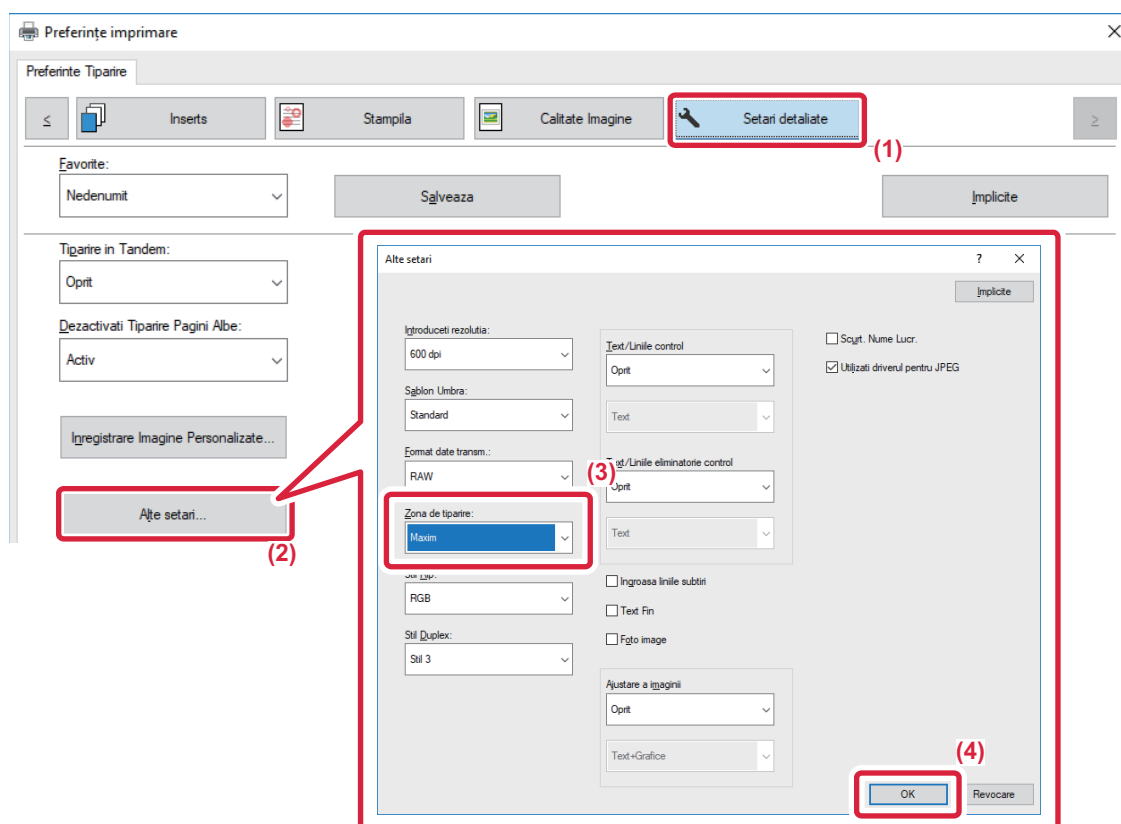 Preferințe imprimare
Preferinte Tiparire
≤
Inserts
Stampila
Calitate Imagine
Setari detaliate
≥
(1)
Favorite:
Nedenumit
Salveaza
Implicite
Tiparire in Tandem:
Oprit
Dezactivati Tiparire Pagini Albe:
Activ
Inregistrare Imagine Personalizate...
Alte setari...
(2)
Alte setari
?
Implicite
Introduceti rezolutia:
600 dpi
Sablon Umbra:
Standard
Format date transm.:
RAW
(3)
Zona de tiparire:
Maxim
Stil Rip:
RGB
Stil Duplex:
Stil 3
Text/Liniile control
Oprit
Text
Text/Liniile eliminatorie control
Oprit
Text
Ingroasa liniile subtiri
Text Fin
Foto image
Ajustare a imaginii
Oprit
Text+Grafice
Scurt. Nume Lucr.
Utilizati driverul pentru JPEG
(4)
OK
Revocare